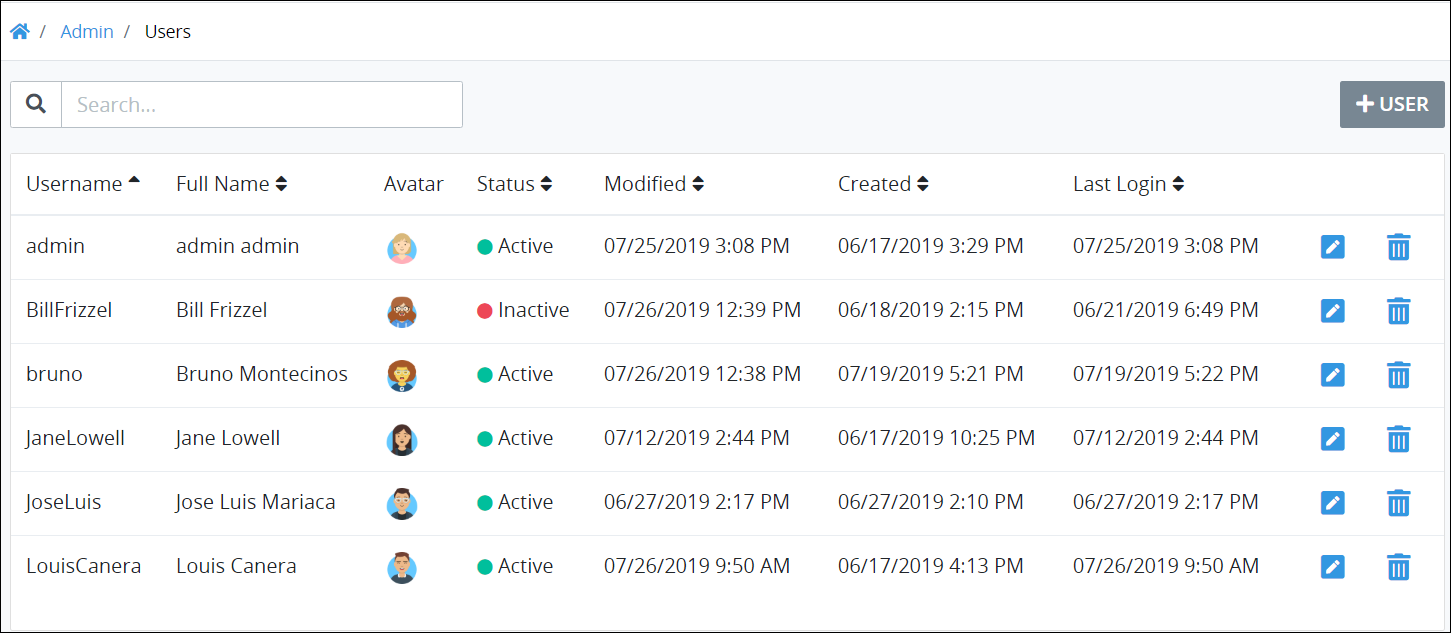 / Admin / Users
Search...
+ USER
Username Full Name Avatar Status Modified Created Last Login
admin admin admin Active 07/25/2019 3:08 PM 06/17/2019 3:29 PM 07/25/2019 3:08 PM
BillFrizzel Bill Frizzel Inactive 07/26/2019 12:39 PM 06/18/2019 2:15 PM 06/21/2019 6:49 PM
bruno Bruno Montecinos Active 07/26/2019 12:38 PM 07/19/2019 5:21 PM 07/19/2019 5:22 PM
JaneLowell Jane Lowell Active 07/12/2019 2:44 PM 06/17/2019 10:25 PM 07/12/2019 2:44 PM
JoseLuis Jose Luis Mariaca Active 06/27/2019 2:17 PM 06/27/2019 2:10 PM 06/27/2019 2:17 PM
LouisCanera Louis Canera Active 07/26/2019 9:50 AM 06/17/2019 4:13 PM 07/26/2019 9:50 AM